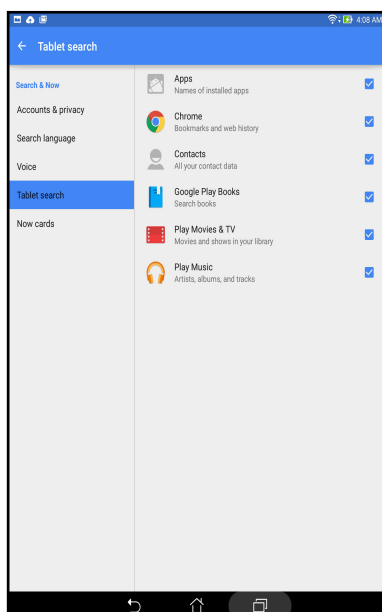 4:08 AM
Tablet search
Search & Now
Accounts & privacy
Search language
Voice
Tablet search
Now cards
Apps
Names of installed apps
Chrome
Bookmarks and web history
Contacts
All your contact data
Google Play Books
Search books
Play Movies & TV
Movies and shows in your library
Play Music
Artists, albums, and tracks